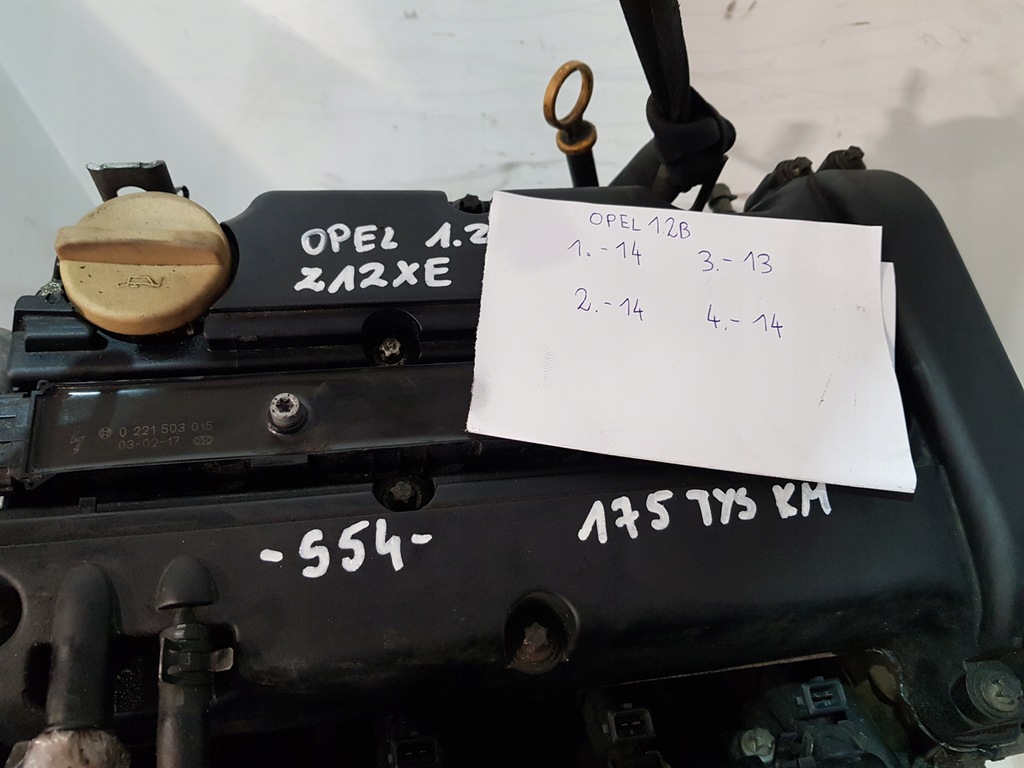 OPEL 1.2
Z12XE
OPEL 1.2B
1.-14 3.-13
2.-14 4.-14
0 221 503 015
03-02-17
-S54-
175 TYS KM